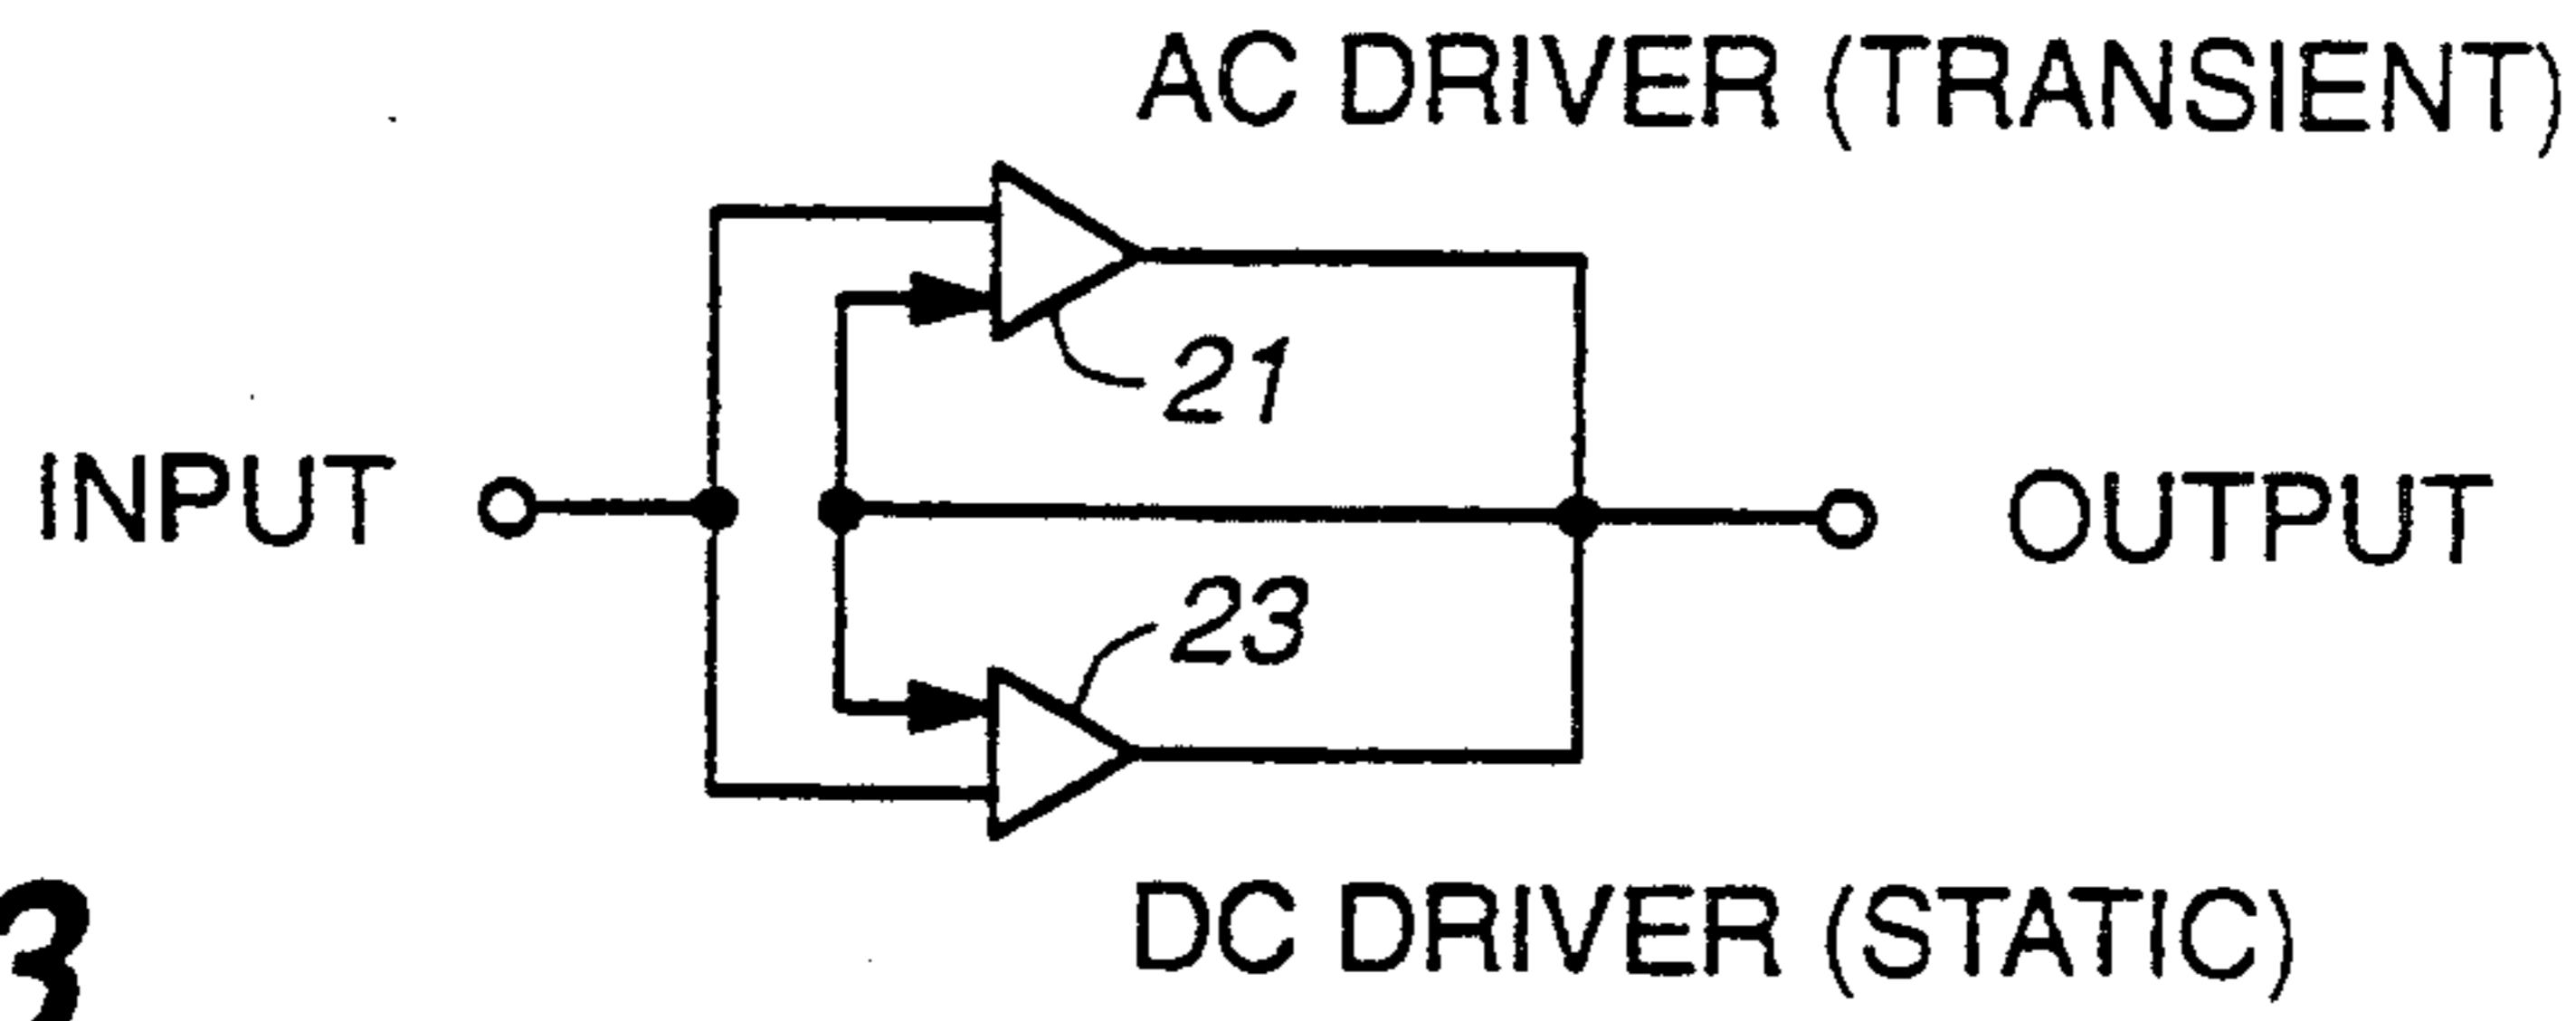 AC DRIVER (TRANSIENT)
21
INPUT
OUTPUT
23
DC DRIVER (STATIC)
3